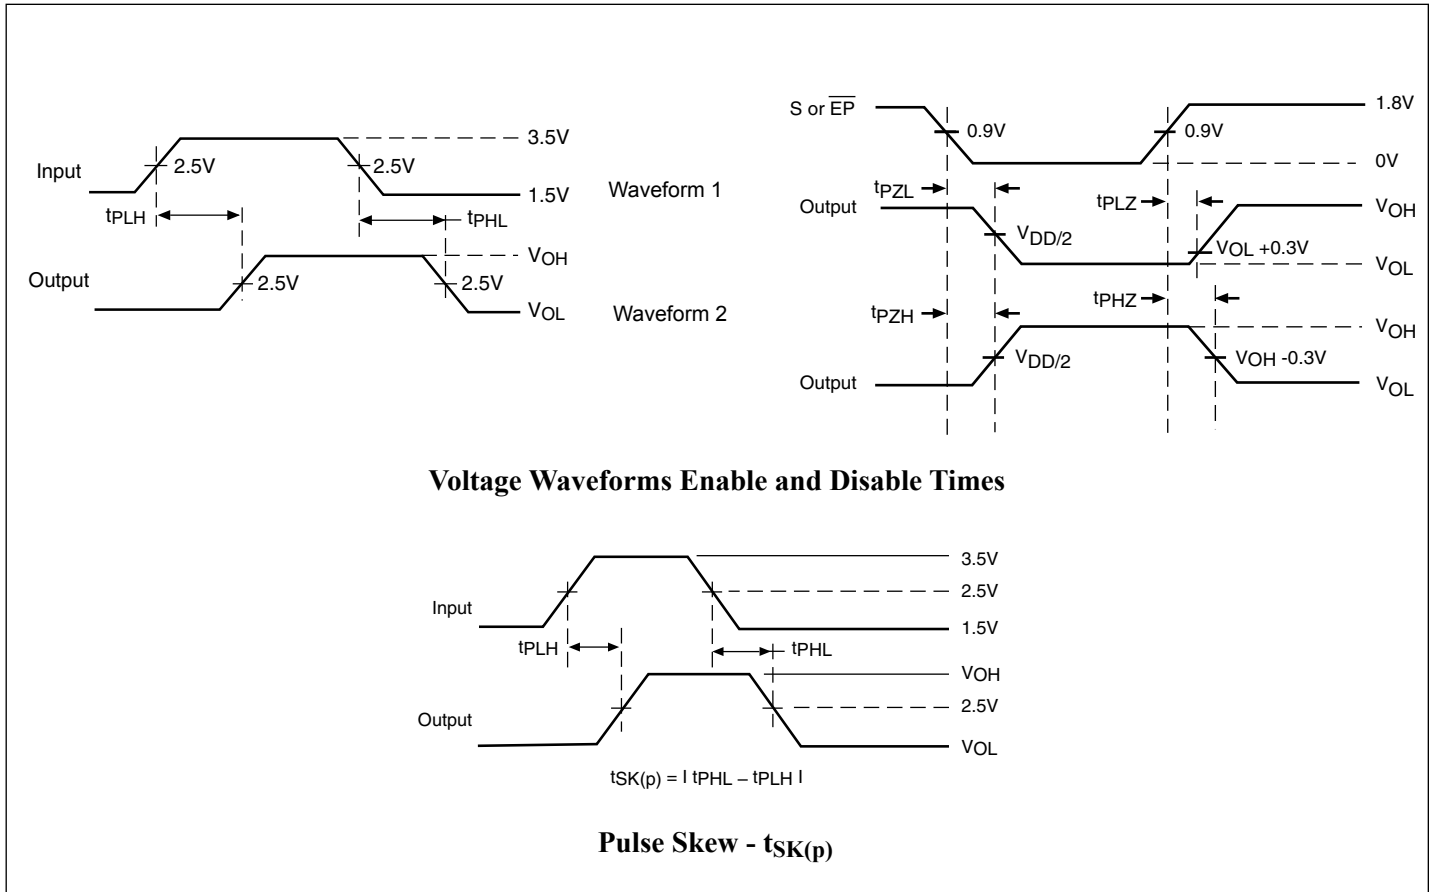 Input
2.5V
2.5V
3.5V
1.5V
tPLH
tPHL
Output
2.5V
2.5V
VOH
VOL
Waveform 1
Waveform 2
S or E̅P̅
0.9V
0.9V
1.8V
0V
tPZL
tPLZ
Output
VDD/2
VOL +0.3V
VOH
VOL
tPZH
tPHZ
Output
VDD/2
VOH -0.3V
VOH
VOL
Voltage Waveforms Enable and Disable Times
Input
3.5V
2.5V
1.5V
tPLH
tPHL
Output
VOH
2.5V
VOL
tSK(p) = I tPHL – tPLH I
Pulse Skew - tSK(p)